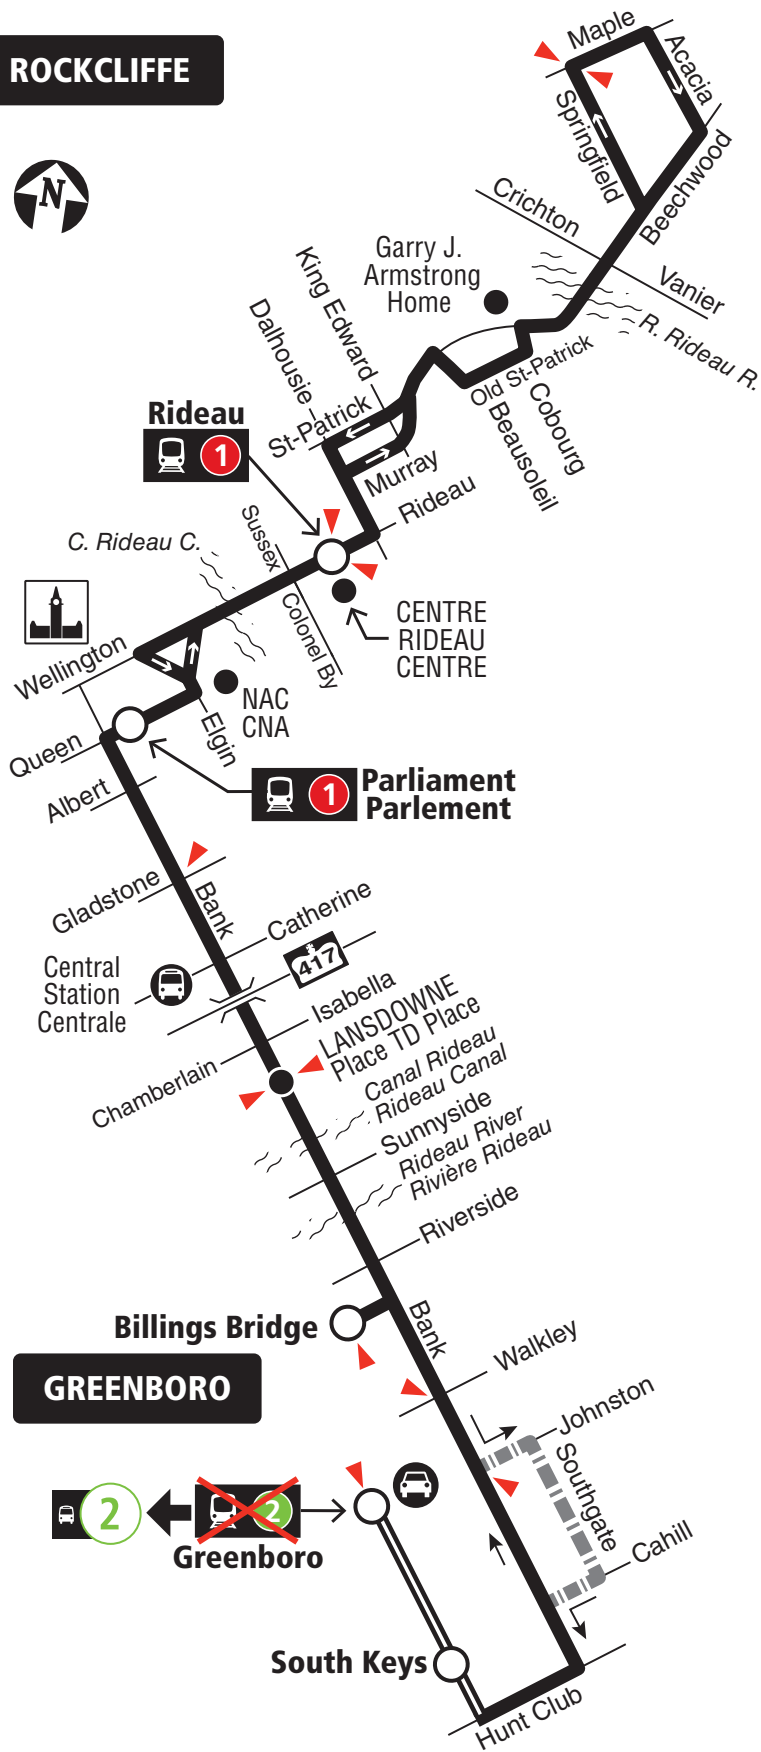 ROCKCLIFFE
N
Maple
Acacia
Springfield
Beechwood
Crichton
Vanier
R. Rideau R.
Garry J.
Armstrong
Home
King Edward
Dalhousie
St-Patrick
Old St-Patrick
Cobourg
Beausoleil
Murray
Rideau
Rideau
1
C. Rideau C.
Sussex
Colonel By
CENTRE
RIDEAU
CENTRE
Wellington
NAC
CNA
Elgin
Queen
Albert
1
Parliament
Parlement
Gladstone
Bank
Catherine
417
Central
Station
Centrale
Isabella
Chamberlain
LANSDOWNE
Place TD Place
Canal Rideau
Rideau Canal
Sunnyside
Rideau River
Rivière Rideau
Riverside
Billings Bridge
Bank
Walkley
GREENBORO
Johnston
Southgate
Cahill
2
2
Greenboro
South Keys
Hunt Club